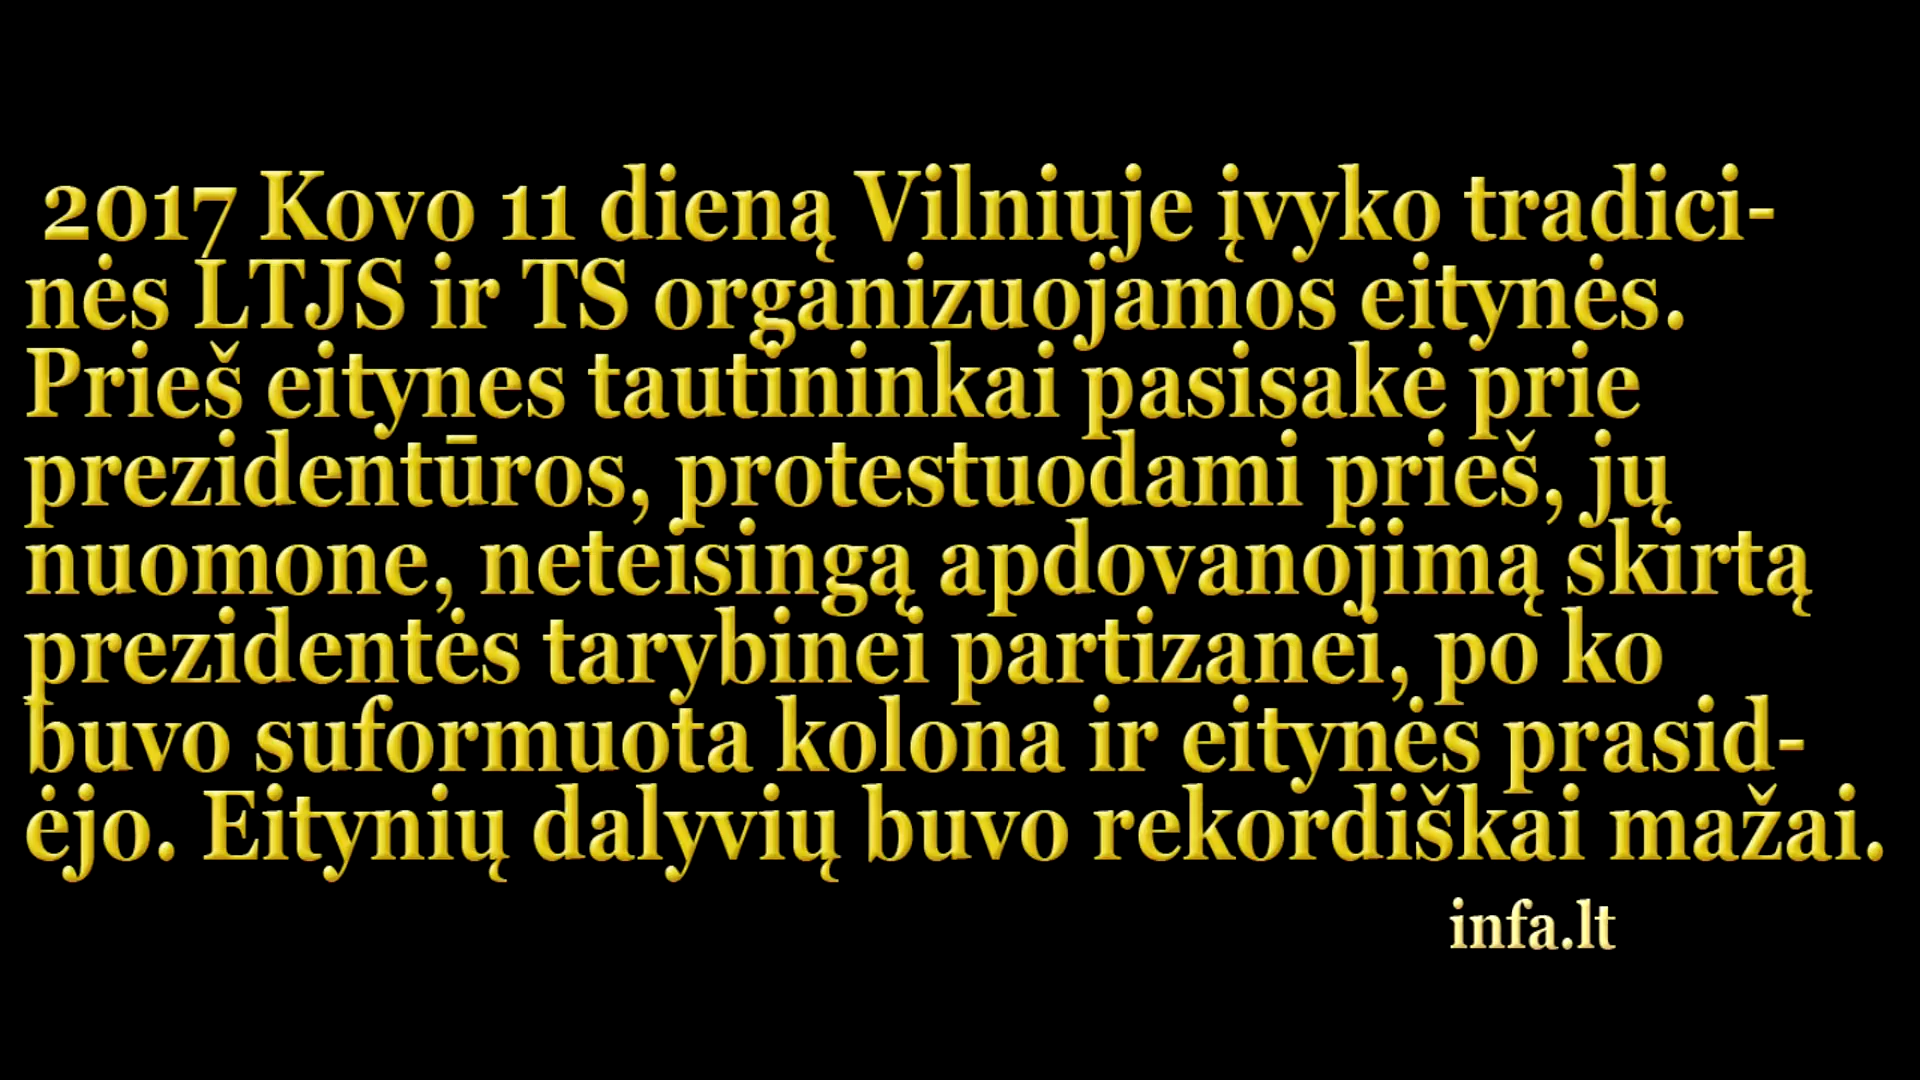 2017 Kovo 11 dieną Vilniuje įvyko tradici-
nės LTJS ir TS organizuojamos eitynės.
Prieš eitynes tautininkai pasisakė prie
prezidentūros, protestuodami prieš, jų
nuomone, neteisingą apdovanojimą skirtą
prezidentės tarybinei partizanei, po ko
buvo suformuota kolona ir eitynės prasid-
ėjo. Eitynių dalyvių buvo rekordiškai mažai.
infa.lt